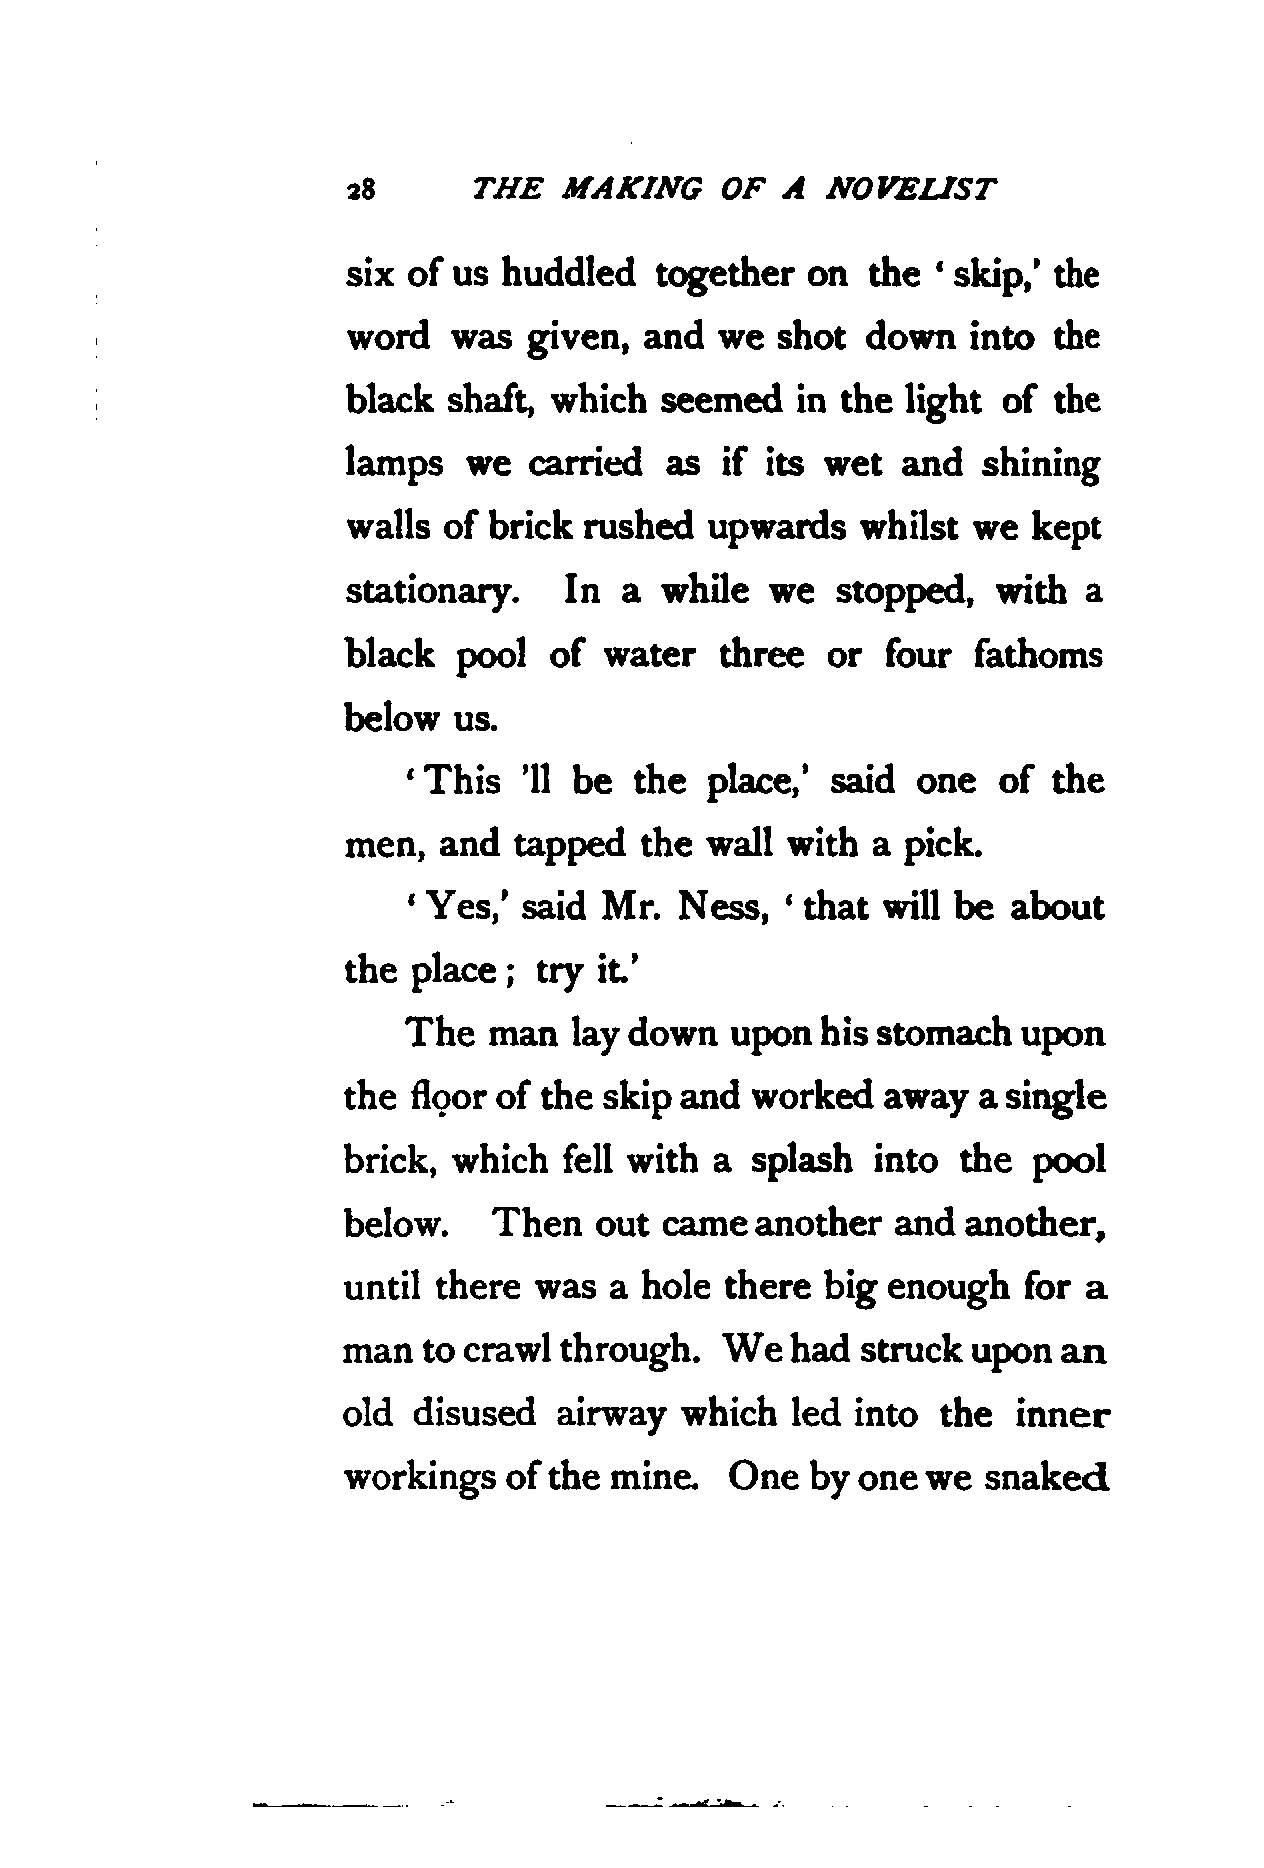 28 THE MAKING OF A NOVELIST
six of us huddled together on the ‘ skip,’ the
word was given, and we shot down into the
black shaft, which seemed in the light of the
lamps we carried as if its wet and shining
walls of brick rushed upwards whilst we kept
stationary. In a while we stopped, with a
black pool of water three or four fathoms
below us.
‘ This ’ll be the place,’ said one of the
men, and tapped the wall with a pick.
‘ Yes,’ said Mr. Ness, ‘ that will be about
the place ; try it.’
The man lay down upon his stomach upon
the floor of the skip and worked away a single
brick, which fell with a splash into the pool
below. Then out came another and another,
until there was a hole there big enough for a
man to crawl through. We had struck upon an
old disused airway which led into the inner
workings of the mine. One by one we snaked